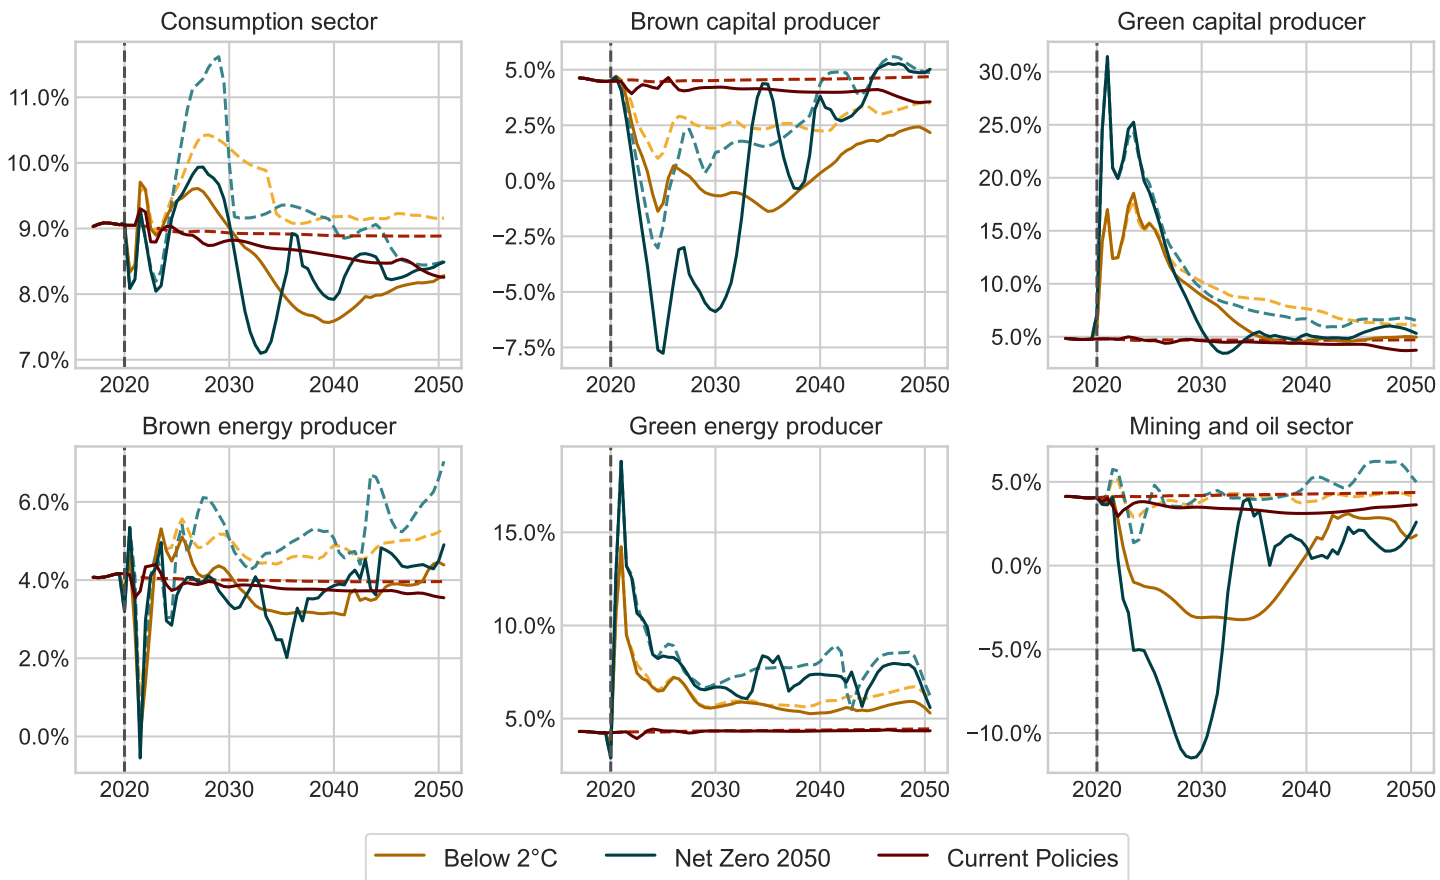 Consumption sector
11.0%
10.0%
9.0%
8.0%
7.0%
2020 2030 2040 2050
Brown capital producer
5.0%
2.5%
0.0%
−2.5%
−5.0%
−7.5%
2020 2030 2040 2050
Green capital producer
30.0%
25.0%
20.0%
15.0%
10.0%
5.0%
2020 2030 2040 2050
Brown energy producer
6.0%
4.0%
2.0%
0.0%
2020 2030 2040 2050
Green energy producer
15.0%
10.0%
5.0%
2020 2030 2040 2050
Mining and oil sector
5.0%
0.0%
−5.0%
−10.0%
2020 2030 2040 2050
Below 2°C Net Zero 2050 Current Policies